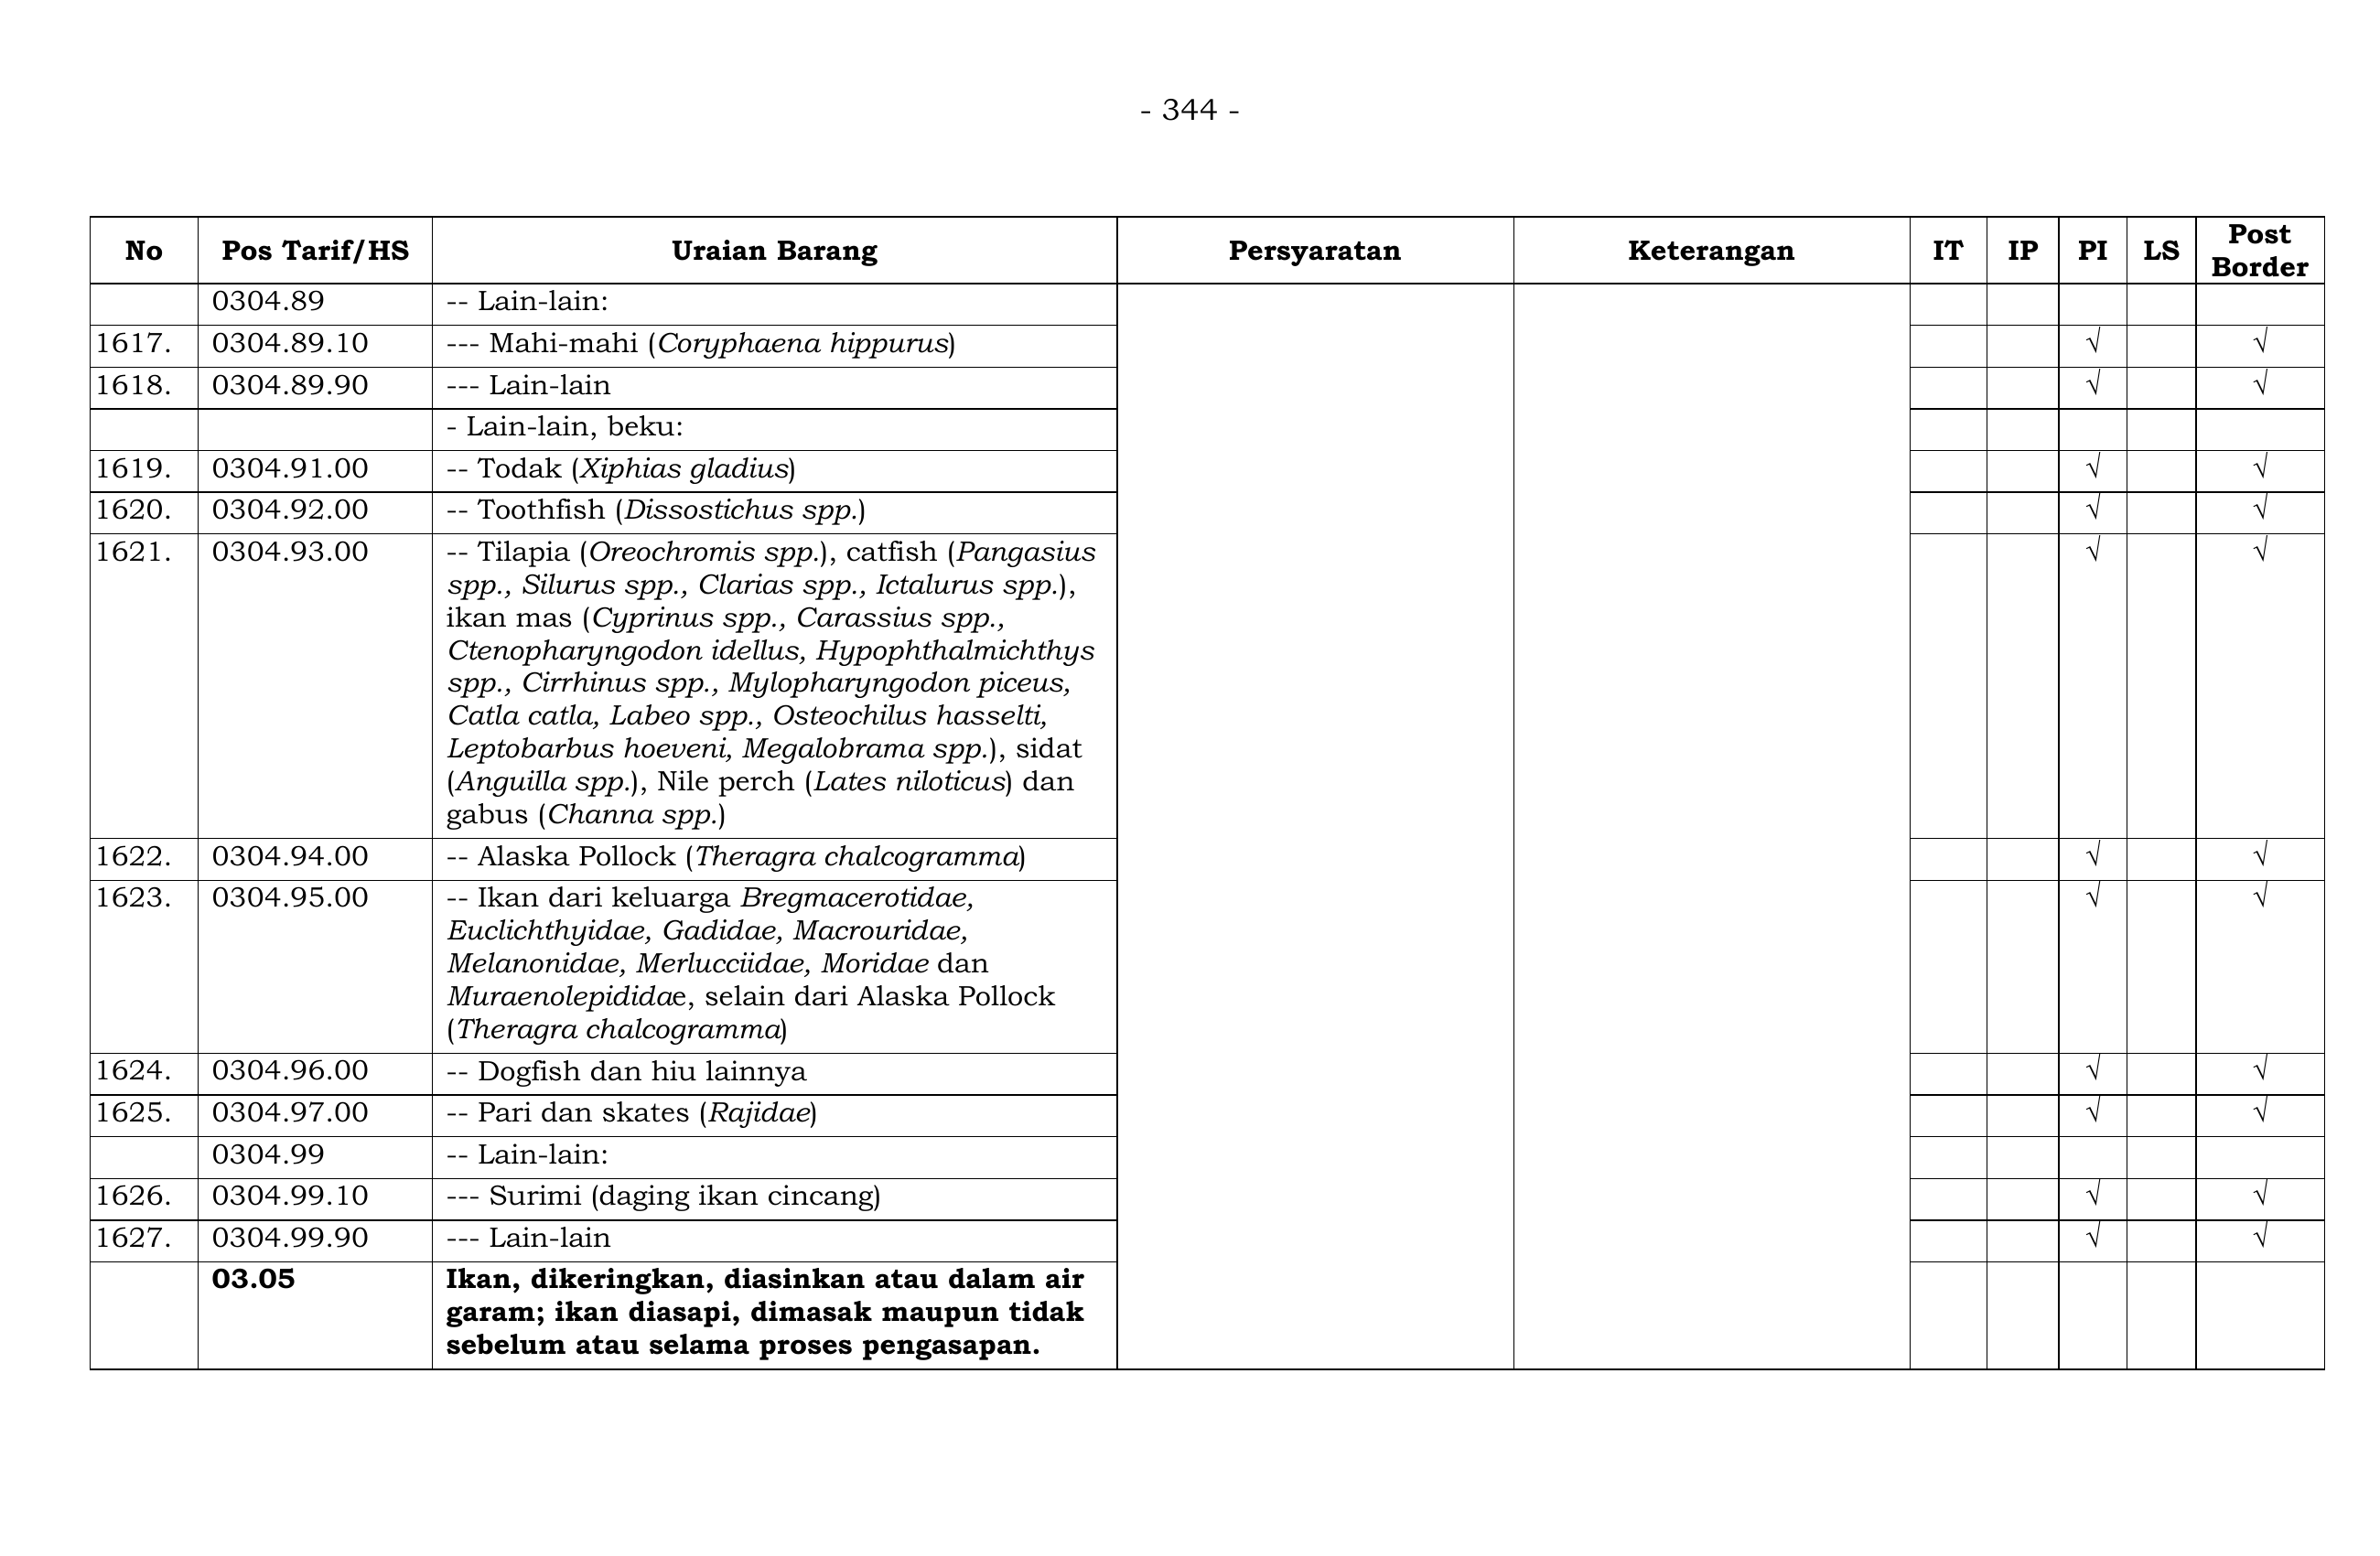 - 344 -
No Pos Tarif/HS Uraian Barang Persyaratan Keterangan IT IP PI LS Post Border
0304.89 -- Lain-lain:
1617. 0304.89.10 --- Mahi-mahi (Coryphaena hippurus) √ √
1618. 0304.89.90 --- Lain-lain √ √
- Lain-lain, beku:
1619. 0304.91.00 -- Todak (Xiphias gladius) √ √
1620. 0304.92.00 -- Toothfish (Dissostichus spp.) √ √
1621. 0304.93.00 -- Tilapia (Oreochromis spp.), catfish (Pangasius √ √
spp., Silurus spp., Clarias spp., Ictalurus spp.),
ikan mas (Cyprinus spp., Carassius spp.,
Ctenopharyngodon idellus, Hypophthalmichthys
spp., Cirrhinus spp., Mylopharyngodon piceus,
Catla catla, Labeo spp., Osteochilus hasselti,
Leptobarbus hoeveni, Megalobrama spp.), sidat
(Anguilla spp.), Nile perch (Lates niloticus) dan
gabus (Channa spp.)
1622. 0304.94.00 -- Alaska Pollock (Theragra chalcogramma) √ √
1623. 0304.95.00 -- Ikan dari keluarga Bregmacerotidae, √ √
Euclichthyidae, Gadidae, Macrouridae,
Melanonidae, Merlucciidae, Moridae dan
Muraenolepididae, selain dari Alaska Pollock
(Theragra chalcogramma)
1624. 0304.96.00 -- Dogfish dan hiu lainnya √ √
1625. 0304.97.00 -- Pari dan skates (Rajidae) √ √
0304.99 -- Lain-lain:
1626. 0304.99.10 --- Surimi (daging ikan cincang) √ √
1627. 0304.99.90 --- Lain-lain √ √
03.05 Ikan, dikeringkan, diasinkan atau dalam air
garam; ikan diasapi, dimasak maupun tidak
sebelum atau selama proses pengasapan.